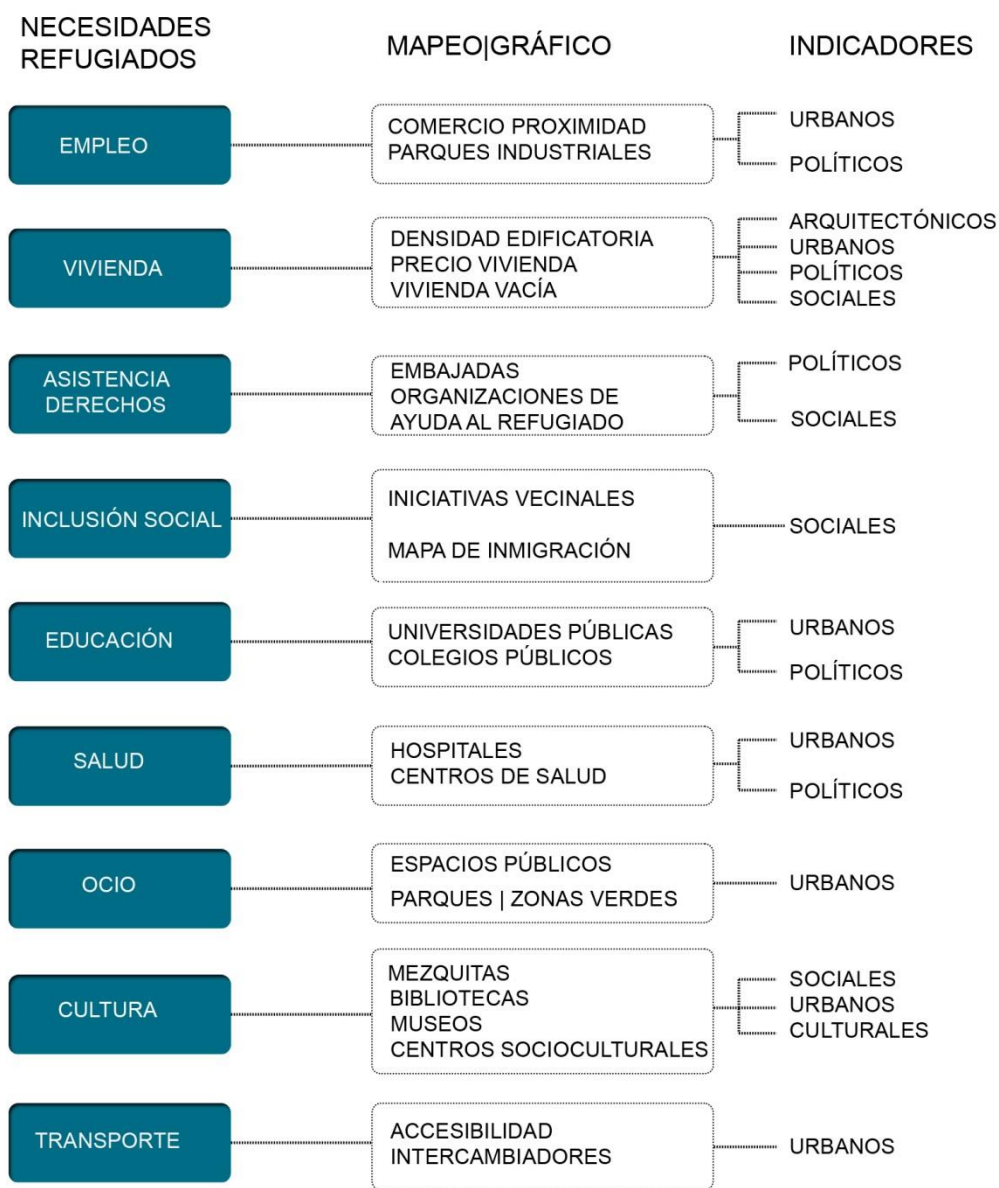 NECESIDADES
REFUGIADOS
MAPEO|GRÁFICO
INDICADORES
EMPLEO
COMERCIO PROXIMIDAD
PARQUES INDUSTRIALES
URBANOS
POLÍTICOS
VIVIENDA
DENSIDAD EDIFICATORIA
PRECIO VIVIENDA
VIVIENDA VACÍA
ARQUITECTÓNICOS
URBANOS
POLÍTICOS
SOCIALES
ASISTENCIA
DERECHOS
EMBAJADAS
ORGANIZACIONES DE
AYUDA AL REFUGIADO
POLÍTICOS
SOCIALES
INCLUSIÓN SOCIAL
INICIATIVAS VECINALES
MAPA DE INMIGRACIÓN
SOCIALES
EDUCACIÓN
UNIVERSIDADES PÚBLICAS
COLEGIOS PÚBLICOS
URBANOS
POLÍTICOS
SALUD
HOSPITALES
CENTROS DE SALUD
URBANOS
POLÍTICOS
OCIO
ESPACIOS PÚBLICOS
PARQUES | ZONAS VERDES
URBANOS
CULTURA
MEZQUITAS
BIBLIOTECAS
MUSEOS
CENTROS SOCIOCULTURALES
SOCIALES
URBANOS
CULTURALES
TRANSPORTE
ACCESIBILIDAD
INTERCAMBIADORES
URBANOS